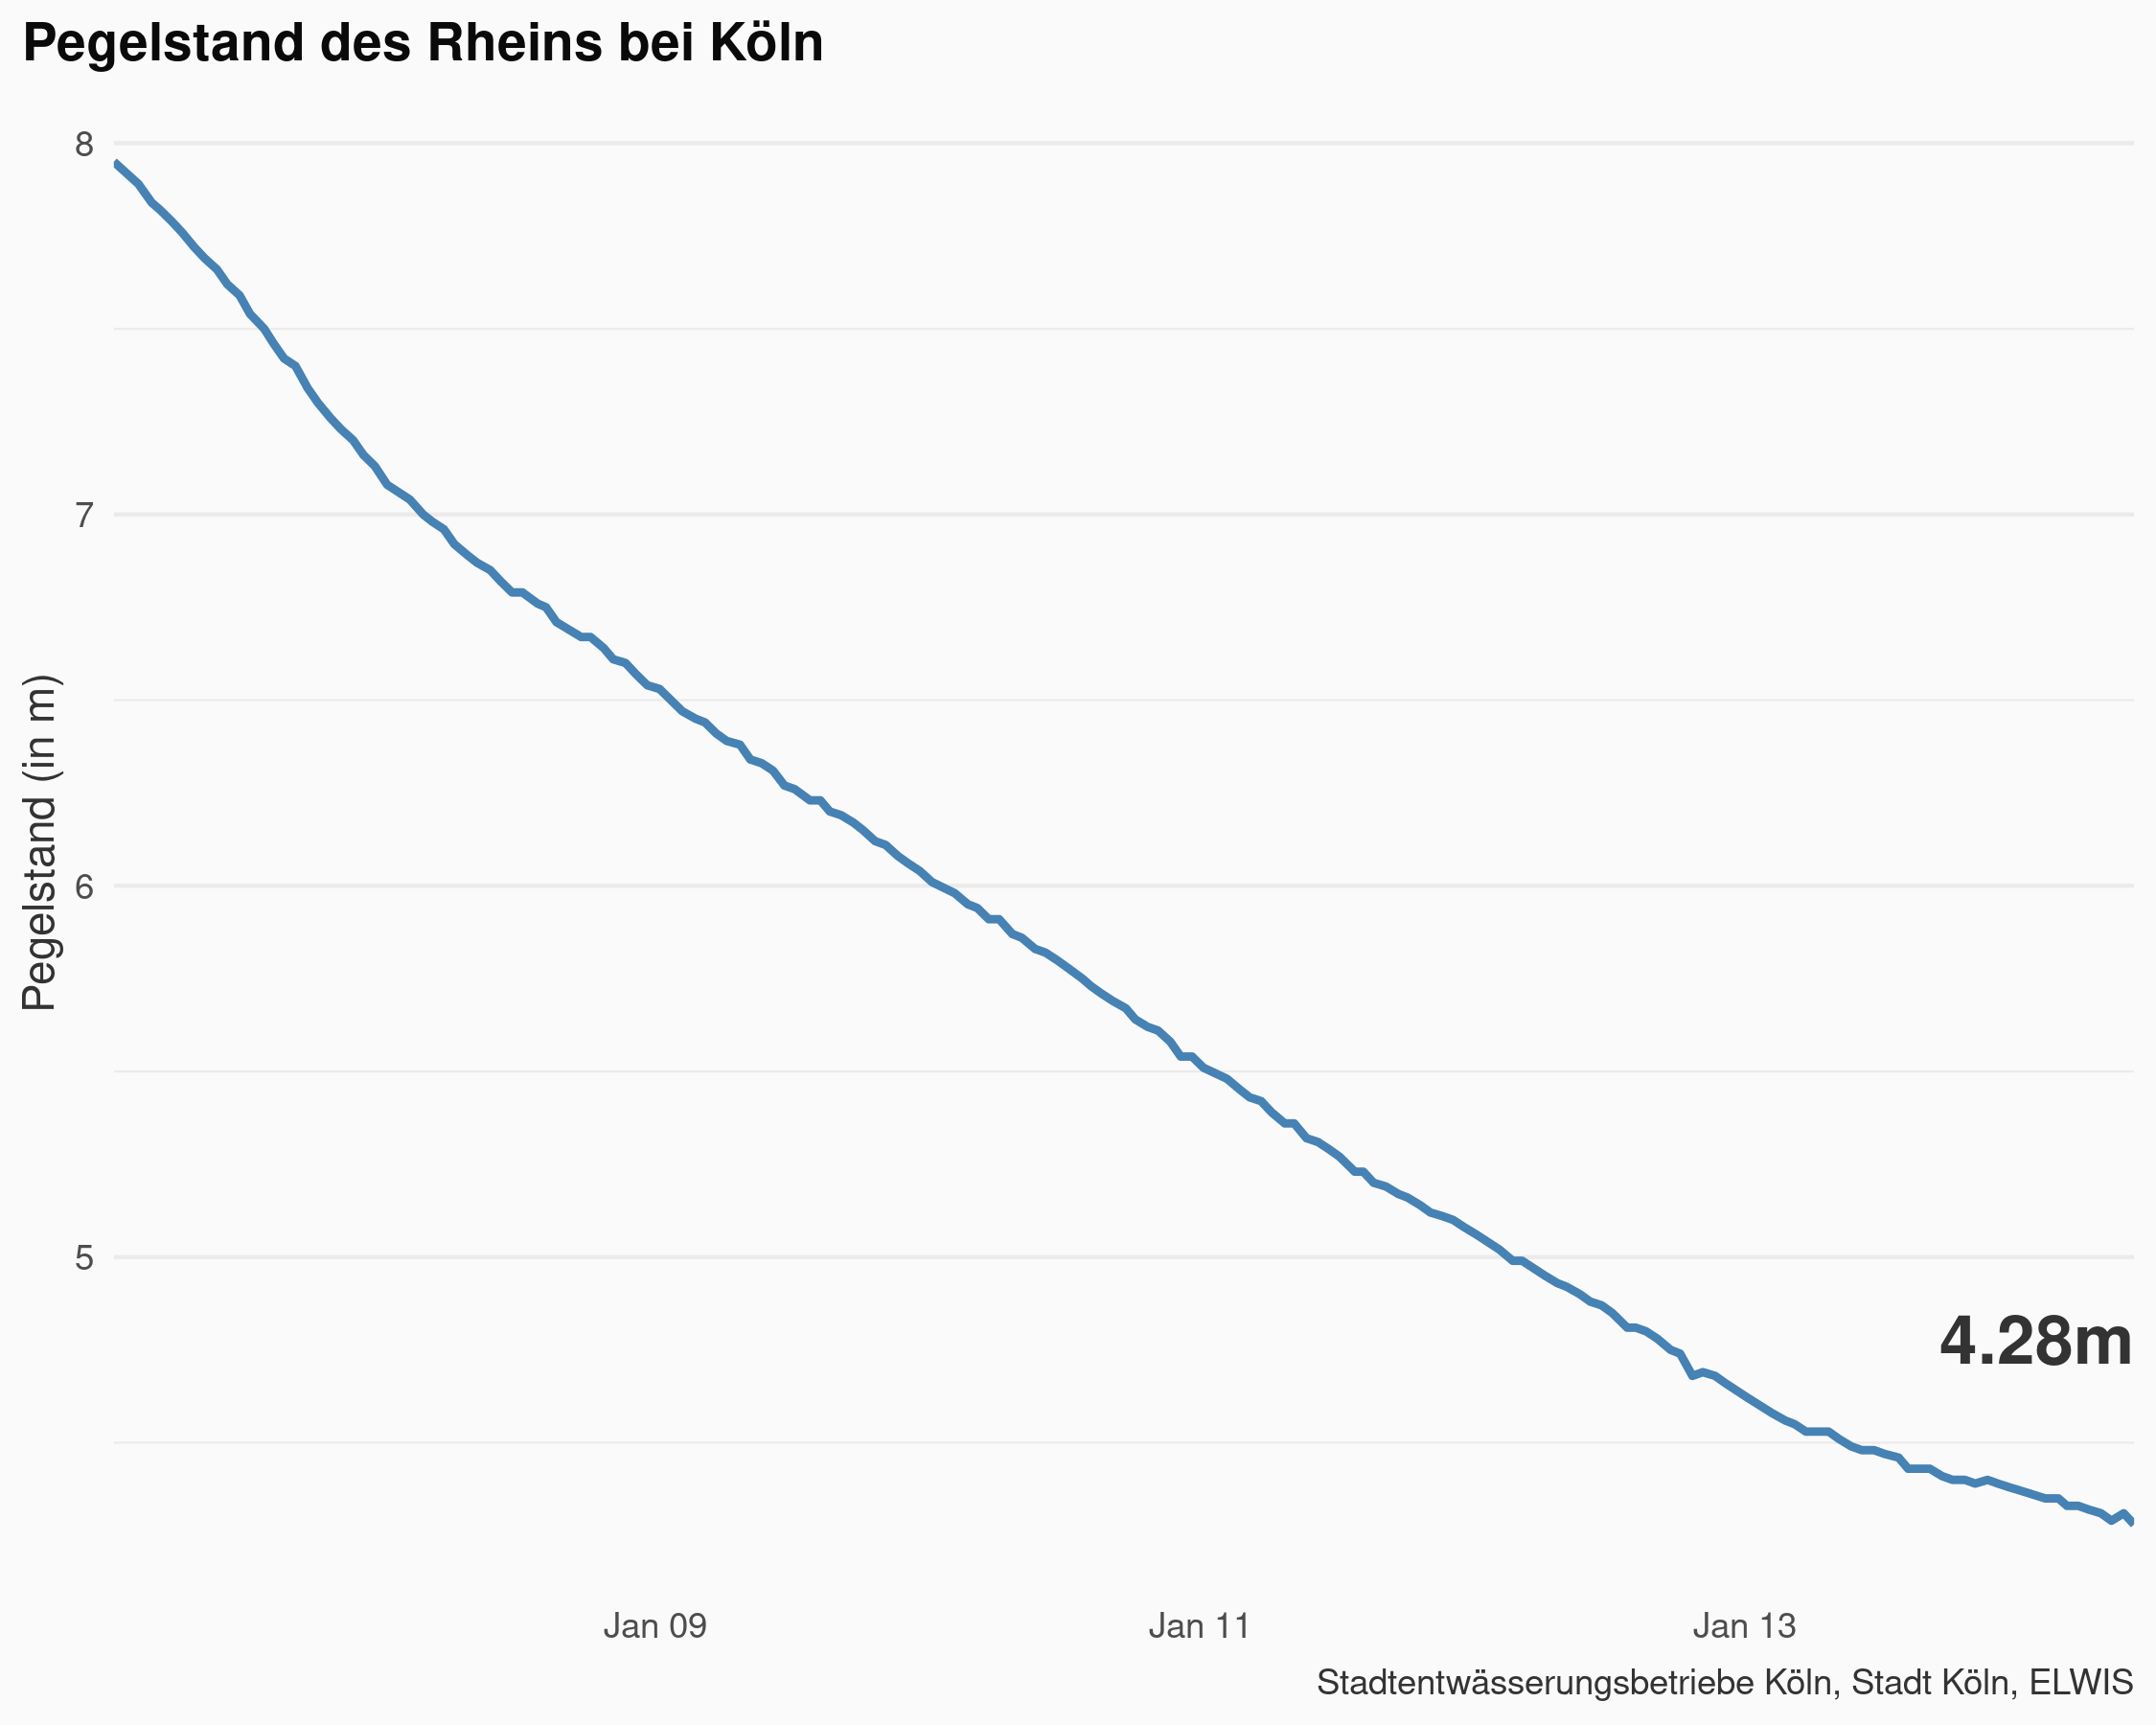 Pegelstand des Rheins bei Köln
8
7
6
5
Pegelstand (in m)
4.28m
Jan 09
Jan 11
Jan 13
Stadtentwässerungsbetriebe Köln, Stadt Köln, ELWIS